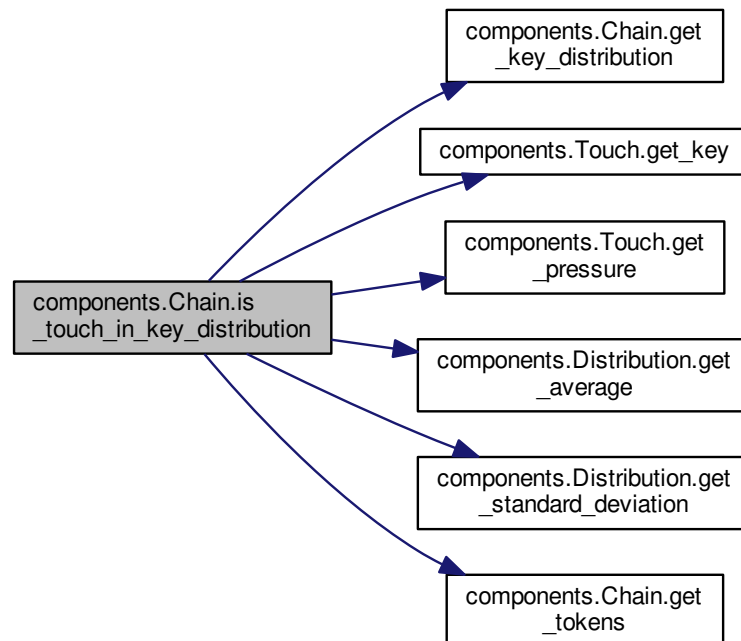 components.Chain.get
_key_distribution
components.Touch.get_key
components.Touch.get
_pressure
components.Chain.is
_touch_in_key_distribution
components.Distribution.get
_average
components.Distribution.get
_standard_deviation
components.Chain.get
_tokens